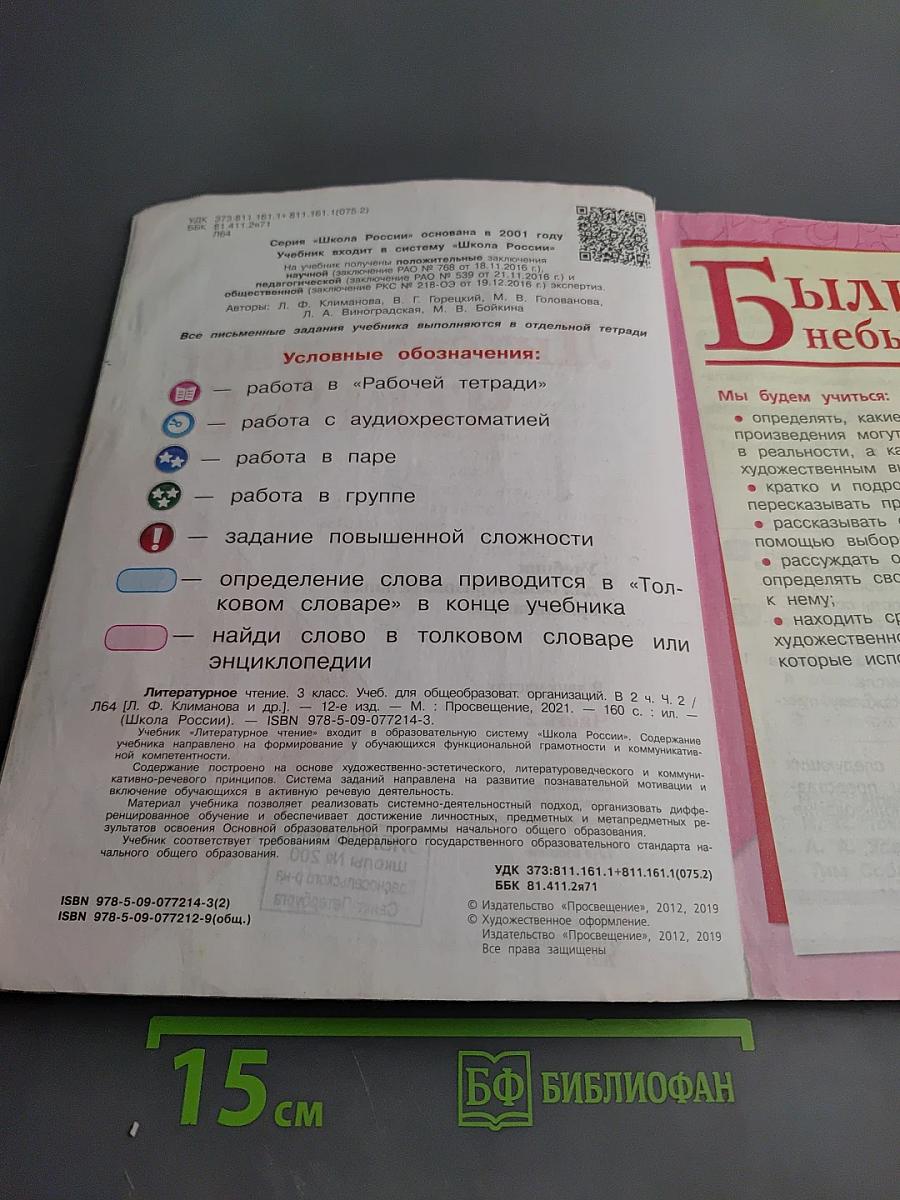 УДК 373:811.161.1+811.161.1(075.2)
ББК 81.411.2я71
Л64
Серия «Школа России» основана в 2001 году
Учебник входит в систему «Школа России»
На учебник получены положительные заключения
научной (заключение РАО № 768 от 18.11.2016 г.),
педагогической (заключение РАО № 539 от 21.11.2016 г.) и
общественной (заключение РКС № 218-ОЭ от 19.12.2016 г.) экспертиз.
Авторы: Л. Ф. Климанова, В. Г. Горецкий, М. В. Голованова,
Л. А. Виноградская, М. В. Бойкина
Все письменные задания учебника выполняются в отдельной тетради
Условные обозначения:
— работа в «Рабочей тетради»
— работа с аудиохрестоматией
— работа в паре
— работа в группе
— задание повышенной сложности
— определение слова приводится в «Тол-
ковом словаре» в конце учебника
— найди слово в толковом словаре или
энциклопедии
Литературное чтение. 3 класс. Учеб. для общеобразоват. организаций. В 2 ч. Ч. 2 /
Л64 [Л. Ф. Климанова и др.]. — 12-е изд. — М. : Просвещение, 2021. — 160 с. : ил. —
(Школа России). — ISBN 978-5-09-077214-3.
Учебник «Литературное чтение» входит в образовательную систему «Школа России». Содержание
учебника направлено на формирование у обучающихся функциональной грамотности и коммуникатив-
ной компетентности.
Содержание построено на основе художественно-эстетического, литературоведческого и коммуни-
кативно-речевого принципов. Система заданий направлена на развитие познавательной мотивации и
включение обучающихся в активную речевую деятельность.
Материал учебника позволяет реализовать системно-деятельностный подход, организовать диффе-
ренцированное обучение и обеспечивает достижение личностных, предметных и метапредметных ре-
зультатов освоения Основной образовательной программы начального общего образования.
Учебник соответствует требованиям Федерального государственного образовательного стандарта на-
чального общего образования.
УДК 373:811.161.1+811.161.1(075.2)
ББК 81.411.2я71
ISBN 978-5-09-077214-3(2)
ISBN 978-5-09-077212-9(общ.)
© Издательство «Просвещение», 2012, 2019
© Художественное оформление.
Издательство «Просвещение», 2012, 2019
Все права защищены
Были
небы
Мы будем учиться:
• определять, какие
произведения могут
в реальности, а ка
художественным в
• кратко и подро
пересказывать пр
• рассказывать
помощью выбор
• рассуждать о
определять сво
к нему;
• находить ср
художественно
которые испо
15 см
БФ БИБЛИОФАН